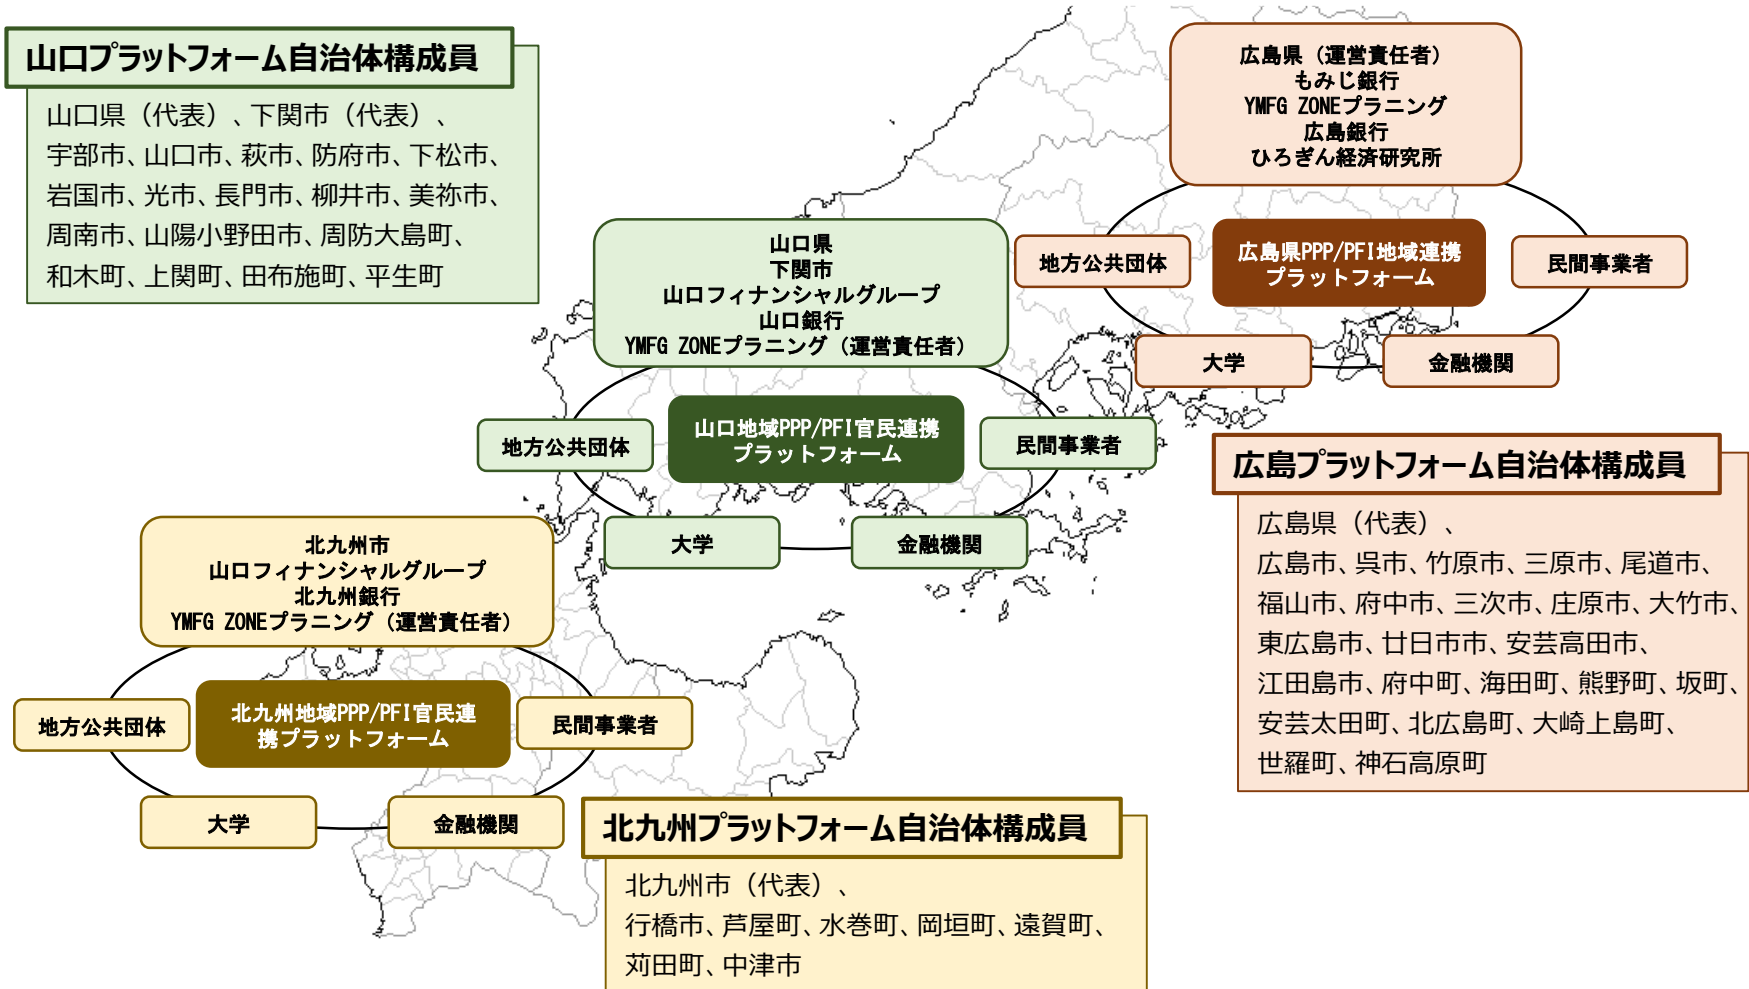 山口プラットフォーム自治体構成員
山口県（代表）、下関市（代表）、
宇部市、山口市、萩市、防府市、下松市、
岩国市、光市、長門市、柳井市、美祢市、
周南市、山陽小野田市、周防大島町、
和木町、上関町、田布施町、平生町
広島県（運営責任者）
もみじ銀行
YMFG ZONEプラニング
広島銀行
ひろぎん経済研究所
地方公共団体
広島県PPP/PFI地域連携
プラットフォーム
民間事業者
大学
金融機関
山口県
下関市
山口フィナンシャルグループ
山口銀行
YMFG ZONEプラニング（運営責任者）
地方公共団体
山口地域PPP/PFI官民連携
プラットフォーム
民間事業者
大学
金融機関
広島プラットフォーム自治体構成員
広島県（代表）、
広島市、呉市、竹原市、三原市、尾道市、
福山市、府中市、三次市、庄原市、大竹市、
東広島市、廿日市市、安芸高田市、
江田島市、府中町、海田町、熊野町、坂町、
安芸太田町、北広島町、大崎上島町、
世羅町、神石高原町
北九州市
山口フィナンシャルグループ
北九州銀行
YMFG ZONEプラニング（運営責任者）
地方公共団体
北九州地域PPP/PFI官民連
携プラットフォーム
民間事業者
大学
金融機関
北九州プラットフォーム自治体構成員
北九州市（代表）、
行橋市、芦屋町、水巻町、岡垣町、遠賀町、
苅田町、中津市